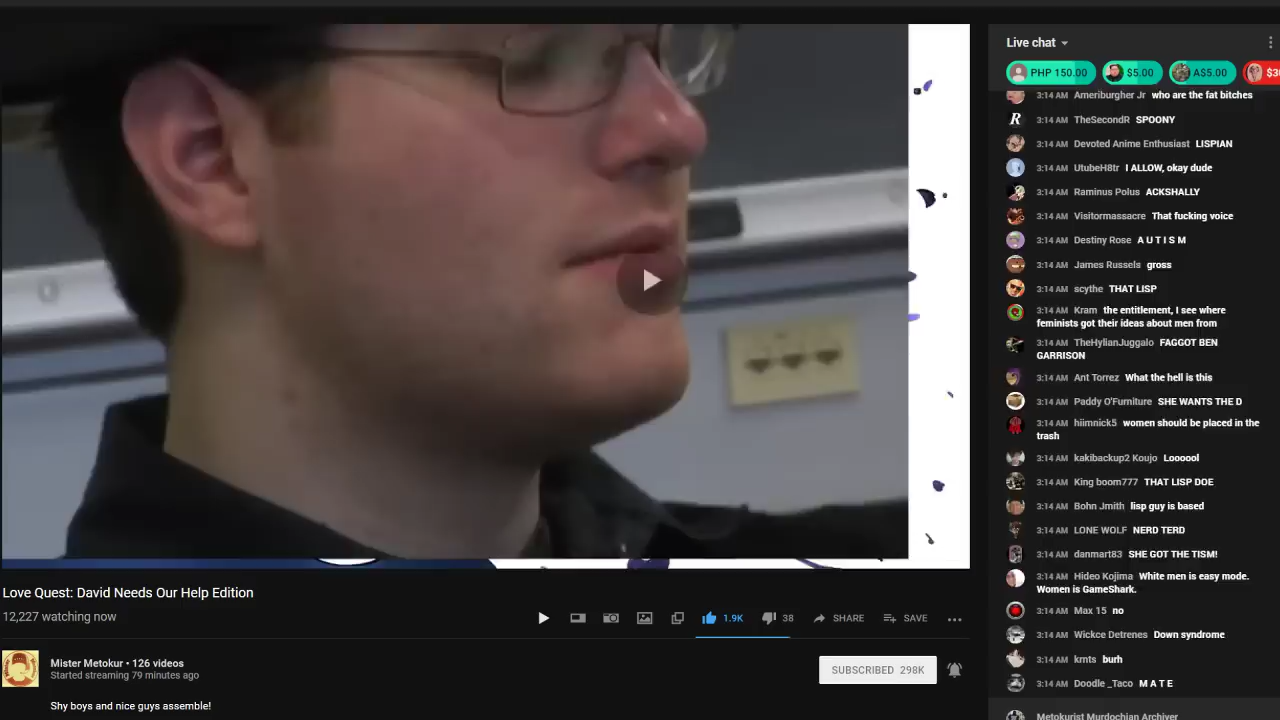 Live chat
PHP 150.00
$5.00
A$5.00
3:14 AM Ameriburgher Jr who are the fat bitches
3:14 AM TheSecondR SPOONY
3:14 AM Devoted Anime Enthusiast LISPIAN
3:14 AM UtubeH8tr I ALLOW, okay dude
3:14 AM Raminus Polus ACKSHALLY
3:14 AM Visitormassacre That fucking voice
3:14 AM Destiny Rose A U T I S M
3:14 AM James Russels gross
3:14 AM scythe THAT LISP
3:14 AM Kram the entitlement, I see where
feminists got their ideas about men from
3:14 AM TheHylianJuggalo FAGGOT BEN
GARRISON
3:14 AM Ant Torrez What the hell is this
3:14 AM Paddy O'Furniture SHE WANTS THE D
3:14 AM hiimnick5 women should be placed in the
trash
3:14 AM kakibackup2 Koujo Loooool
3:14 AM King boom777 THAT LISP DOE
3:14 AM Bohn Jmith lisp guy is based
3:14 AM LONE WOLF NERD TERD
3:14 AM danmart83 SHE GOT THE TISM!
3:14 AM Hideo Kojima White men is easy mode.
Women is GameShark.
3:14 AM Max 15 no
3:14 AM Wickce Detrenes Down syndrome
3:14 AM krnts burh
3:14 AM Doodle _Taco M A T E
Metokurist Murdochian Archiver
Love Quest: David Needs Our Help Edition
12,227 watching now
1.9K
38
SHARE
SAVE
Mister Metokur • 126 videos
Started streaming 79 minutes ago
SUBSCRIBED 298K
Shy boys and nice guys assemble!